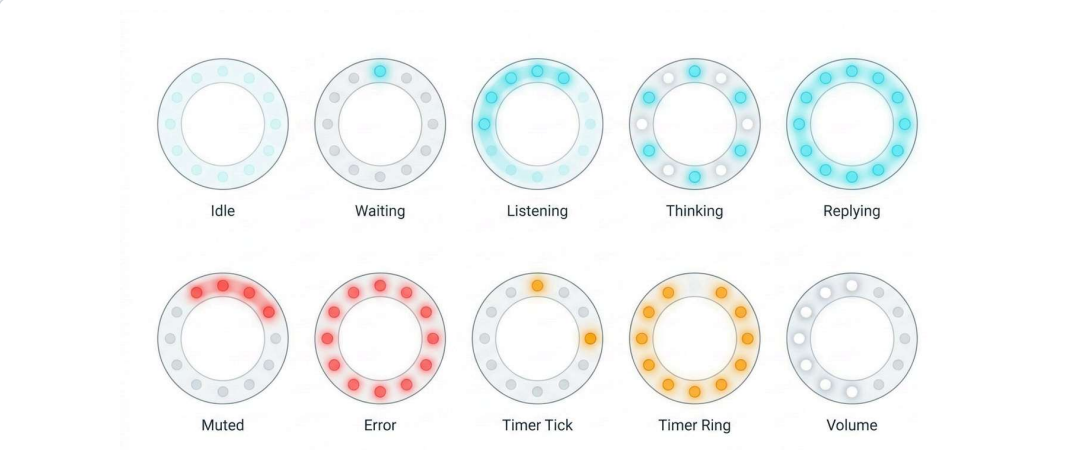 Idle
Waiting
Listening
Thinking
Replying
Muted
Error
Timer Tick
Timer Ring
Volume